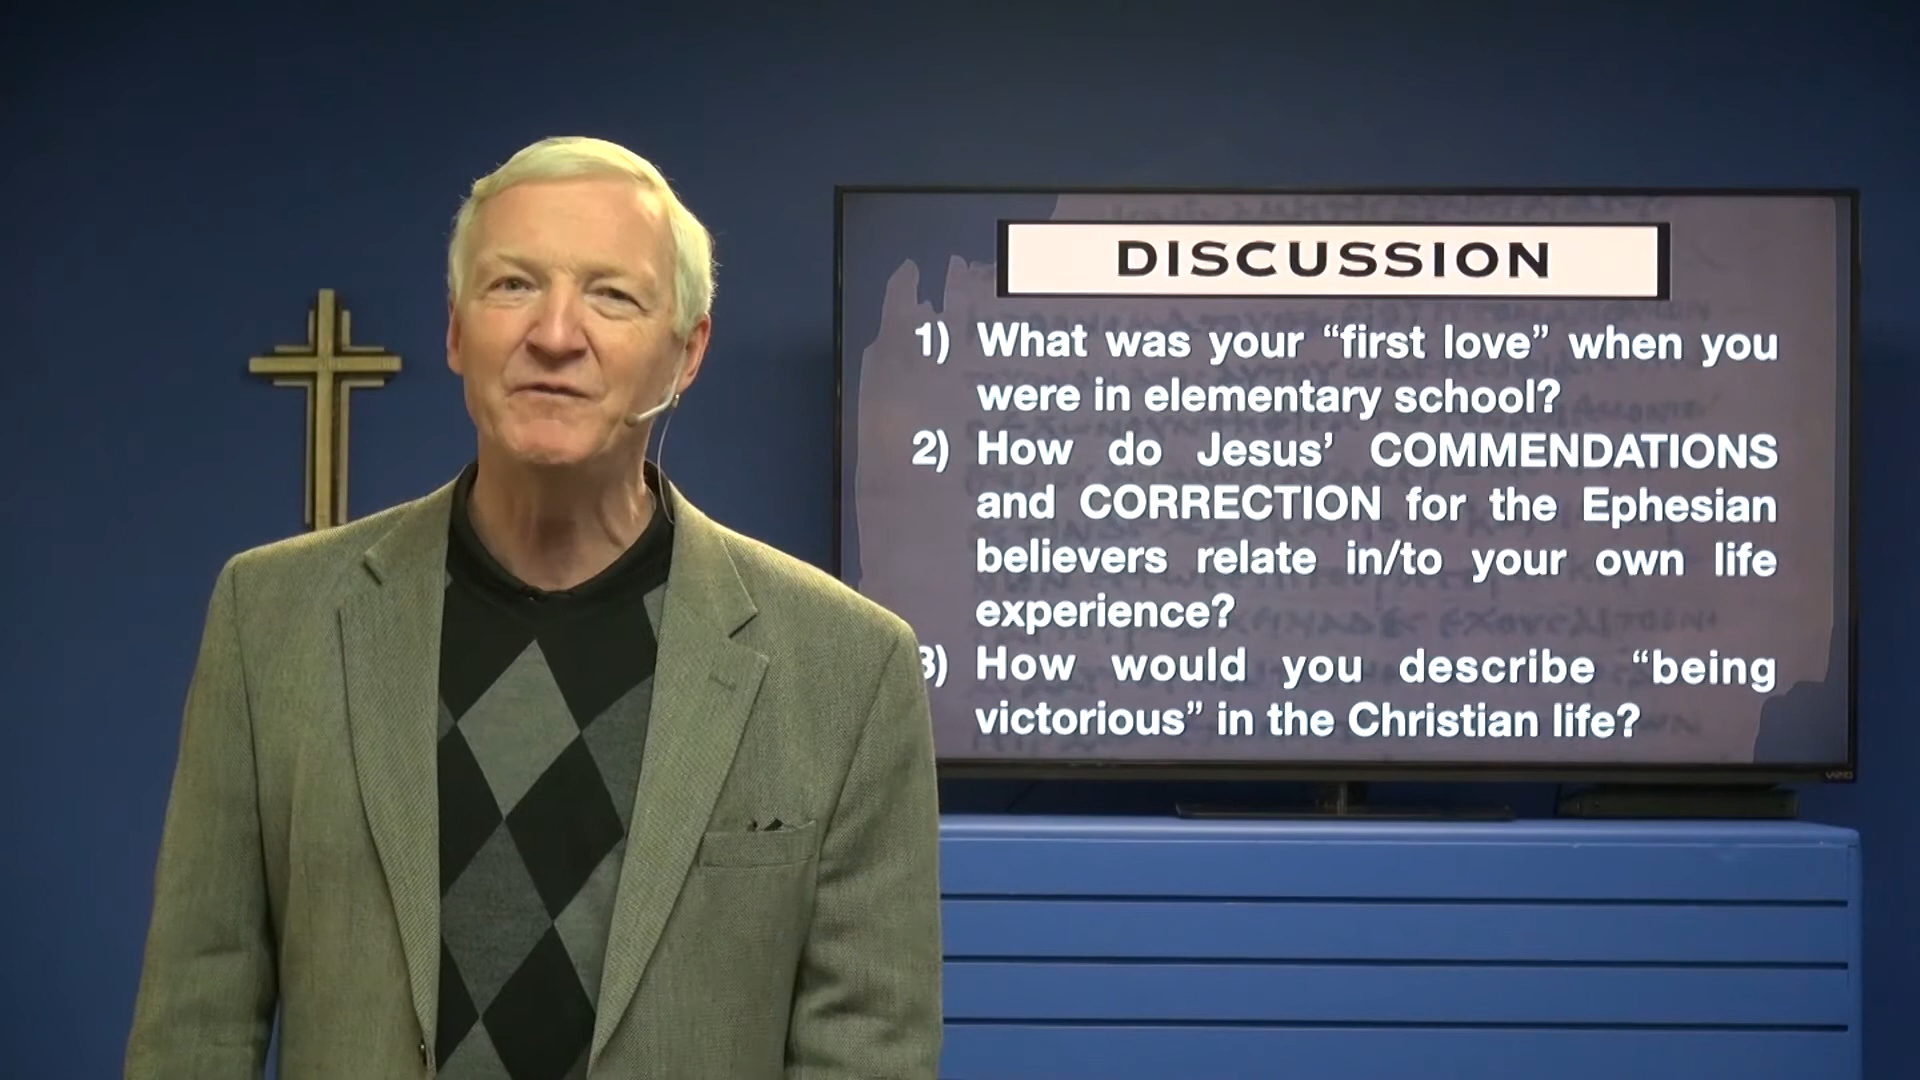 DISCUSSION
1) What was your “first love” when you
were in elementary school?
2) How do Jesus’ COMMENDATIONS
and CORRECTION for the Ephesian
believers relate in/to your own life
experience?
3) How would you describe “being
victorious” in the Christian life?
VIZIO